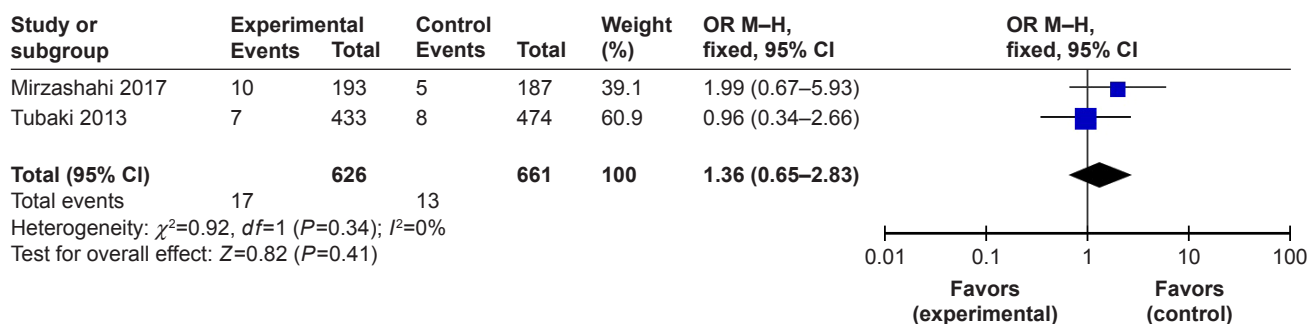 Study or subgroup Experimental Events Total Control Events Total Weight (%) OR M–H, fixed, 95% CI OR M–H, fixed, 95% CI
Mirzashahi 2017 10 193 5 187 39.1 1.99 (0.67–5.93)
Tubaki 2013 7 433 8 474 60.9 0.96 (0.34–2.66)
Total (95% CI) 626 661 100 1.36 (0.65–2.83)
Total events 17 13
Heterogeneity: χ²=0.92, df=1 (P=0.34); I²=0%
Test for overall effect: Z=0.82 (P=0.41)
0.01 0.1 1 10 100
Favors (experimental) Favors (control)